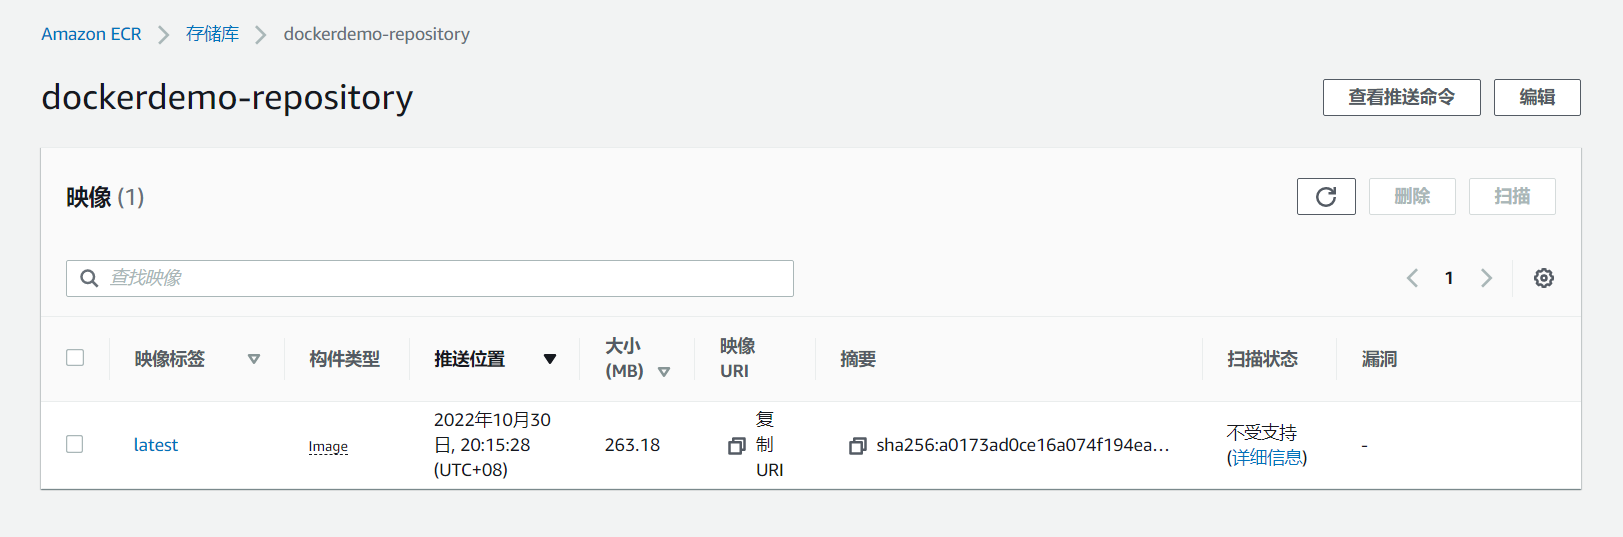 Amazon ECR > 存储库 > dockerdemo-repository
dockerdemo-repository
查看推送命令 编辑
映像 (1)
删除 扫描
查找映像
1
映像标签 构件类型 推送位置 大小 (MB) 映像 URI 摘要 扫描状态 漏洞
latest Image 2022年10月30日, 20:15:28 (UTC+08) 263.18 复制 URI sha256:a0173ad0ce16a074f194ea... 不受支持 (详细信息) -